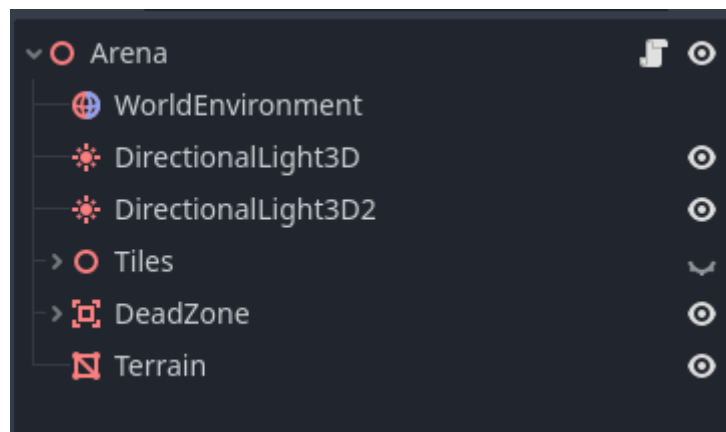 Arena
WorldEnvironment
DirectionalLight3D
DirectionalLight3D2
Tiles
DeadZone
Terrain